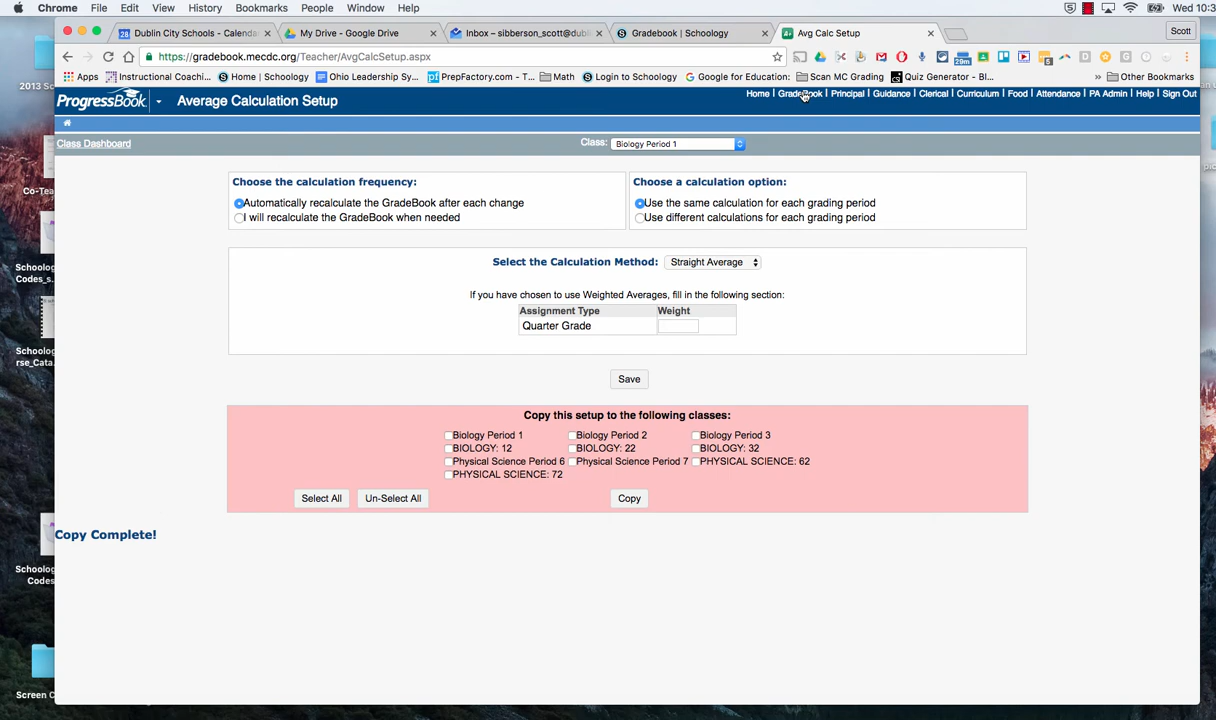 Chrome File Edit View History Bookmarks People Window Help Wed 10:3
Dublin City Schools - Calenda My Drive - Google Drive Inbox - sibberson_scott@dubl Gradebook | Schoology Avg Calc Setup Scott
https://gradebook.mecdc.org/Teacher/AvgCalcSetup.aspx
Apps Instructional Coachi... Home | Schoology Ohio Leadership Sy... PrepFactory.com - T... Math Login to Schoology Google for Education: Scan MC Grading Quiz Generator - Bl... » Other Bookmarks
ProgressBook Average Calculation Setup Home | GradeBook | Principal | Guidance | Clerical | Curriculum | Food | Attendance | PA Admin | Help | Sign Out
Class Dashboard Class: Biology Period 1
Choose the calculation frequency: Choose a calculation option:
Automatically recalculate the GradeBook after each change Use the same calculation for each grading period
I will recalculate the GradeBook when needed Use different calculations for each grading period
Select the Calculation Method: Straight Average
If you have chosen to use Weighted Averages, fill in the following section:
Assignment Type Weight
Quarter Grade
Save
Copy this setup to the following classes:
Biology Period 1 Biology Period 2 Biology Period 3
BIOLOGY: 12 BIOLOGY: 22 BIOLOGY: 32
Physical Science Period 6 Physical Science Period 7 PHYSICAL SCIENCE: 62
PHYSICAL SCIENCE: 72
Select All Un-Select All Copy
Copy Complete!
2013 Sc
Co-Tea
Schoolog
Codes_s.
Schoolog
rse_Cata
Schoolog
Codes.
Screen C